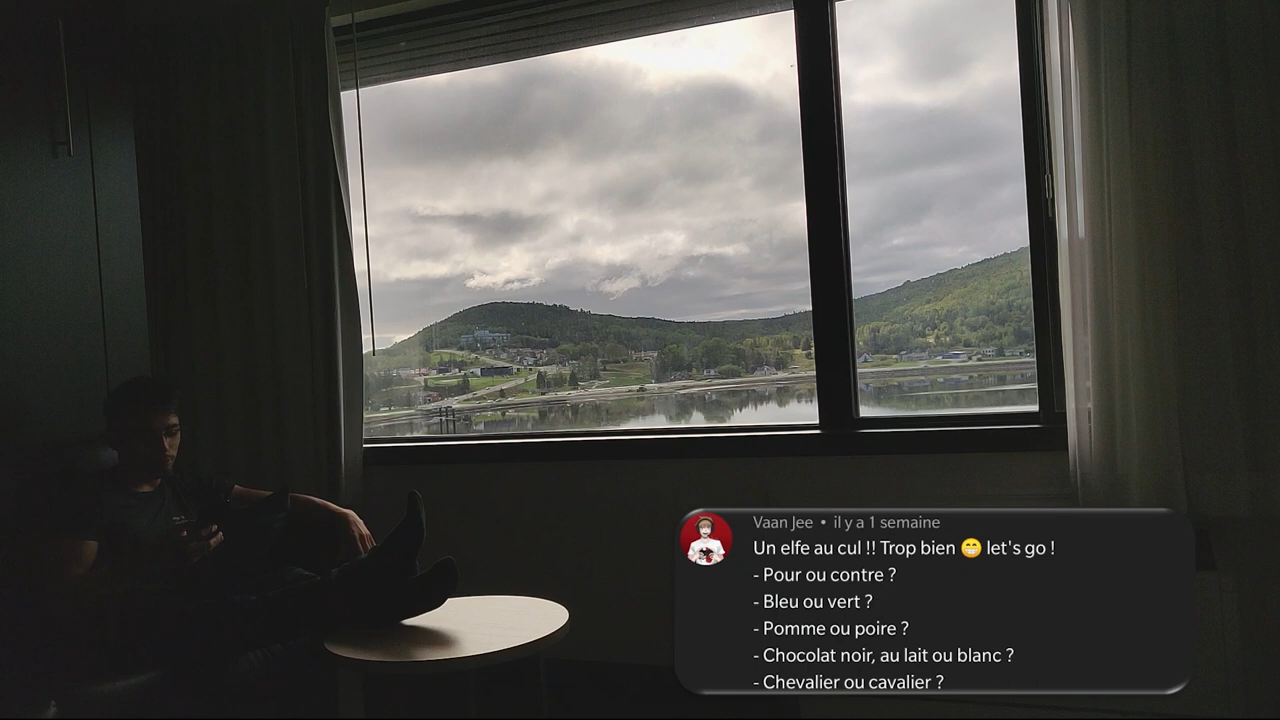 Vaan Jee • il y a 1 semaine
Un elfe au cul !! Trop bien 😁 let's go !
- Pour ou contre ?
- Bleu ou vert ?
- Pomme ou poire ?
- Chocolat noir, au lait ou blanc ?
- Chevalier ou cavalier ?